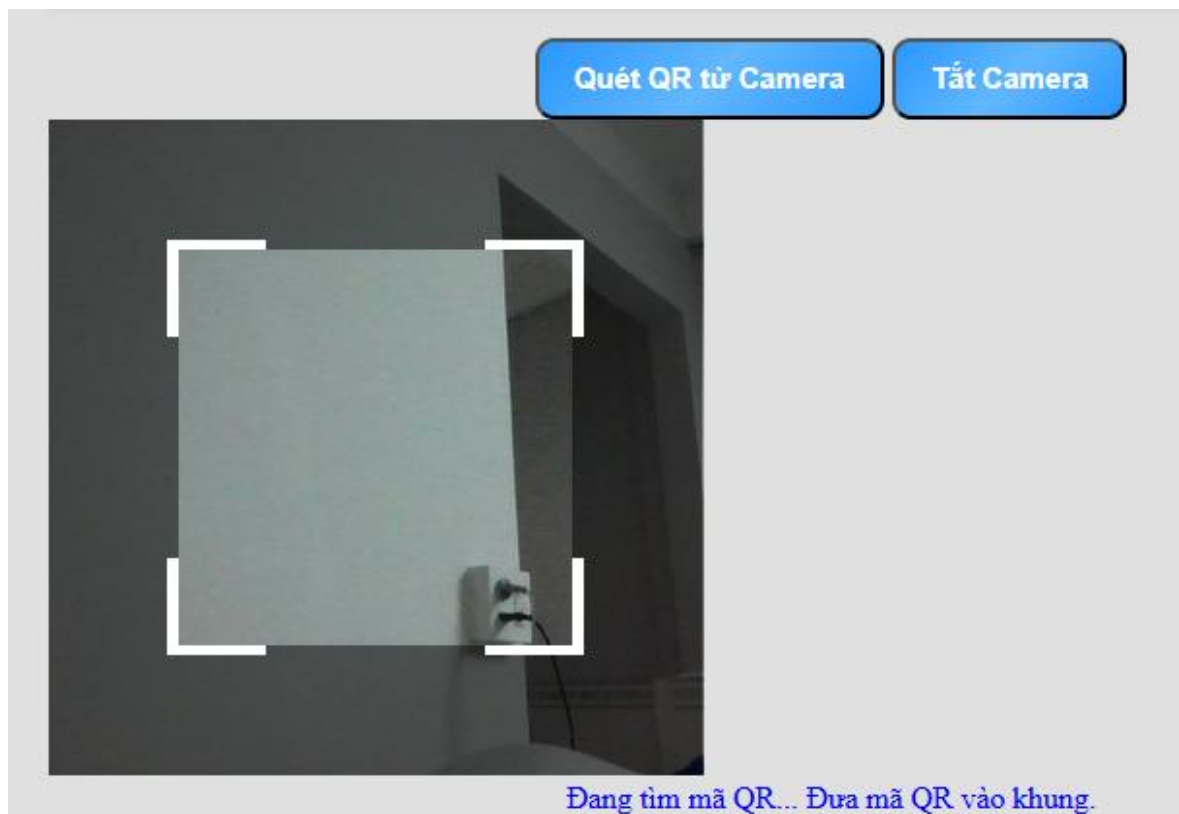 Quét QR từ Camera
Tắt Camera
Đang tìm mã QR... Đưa mã QR vào khung.